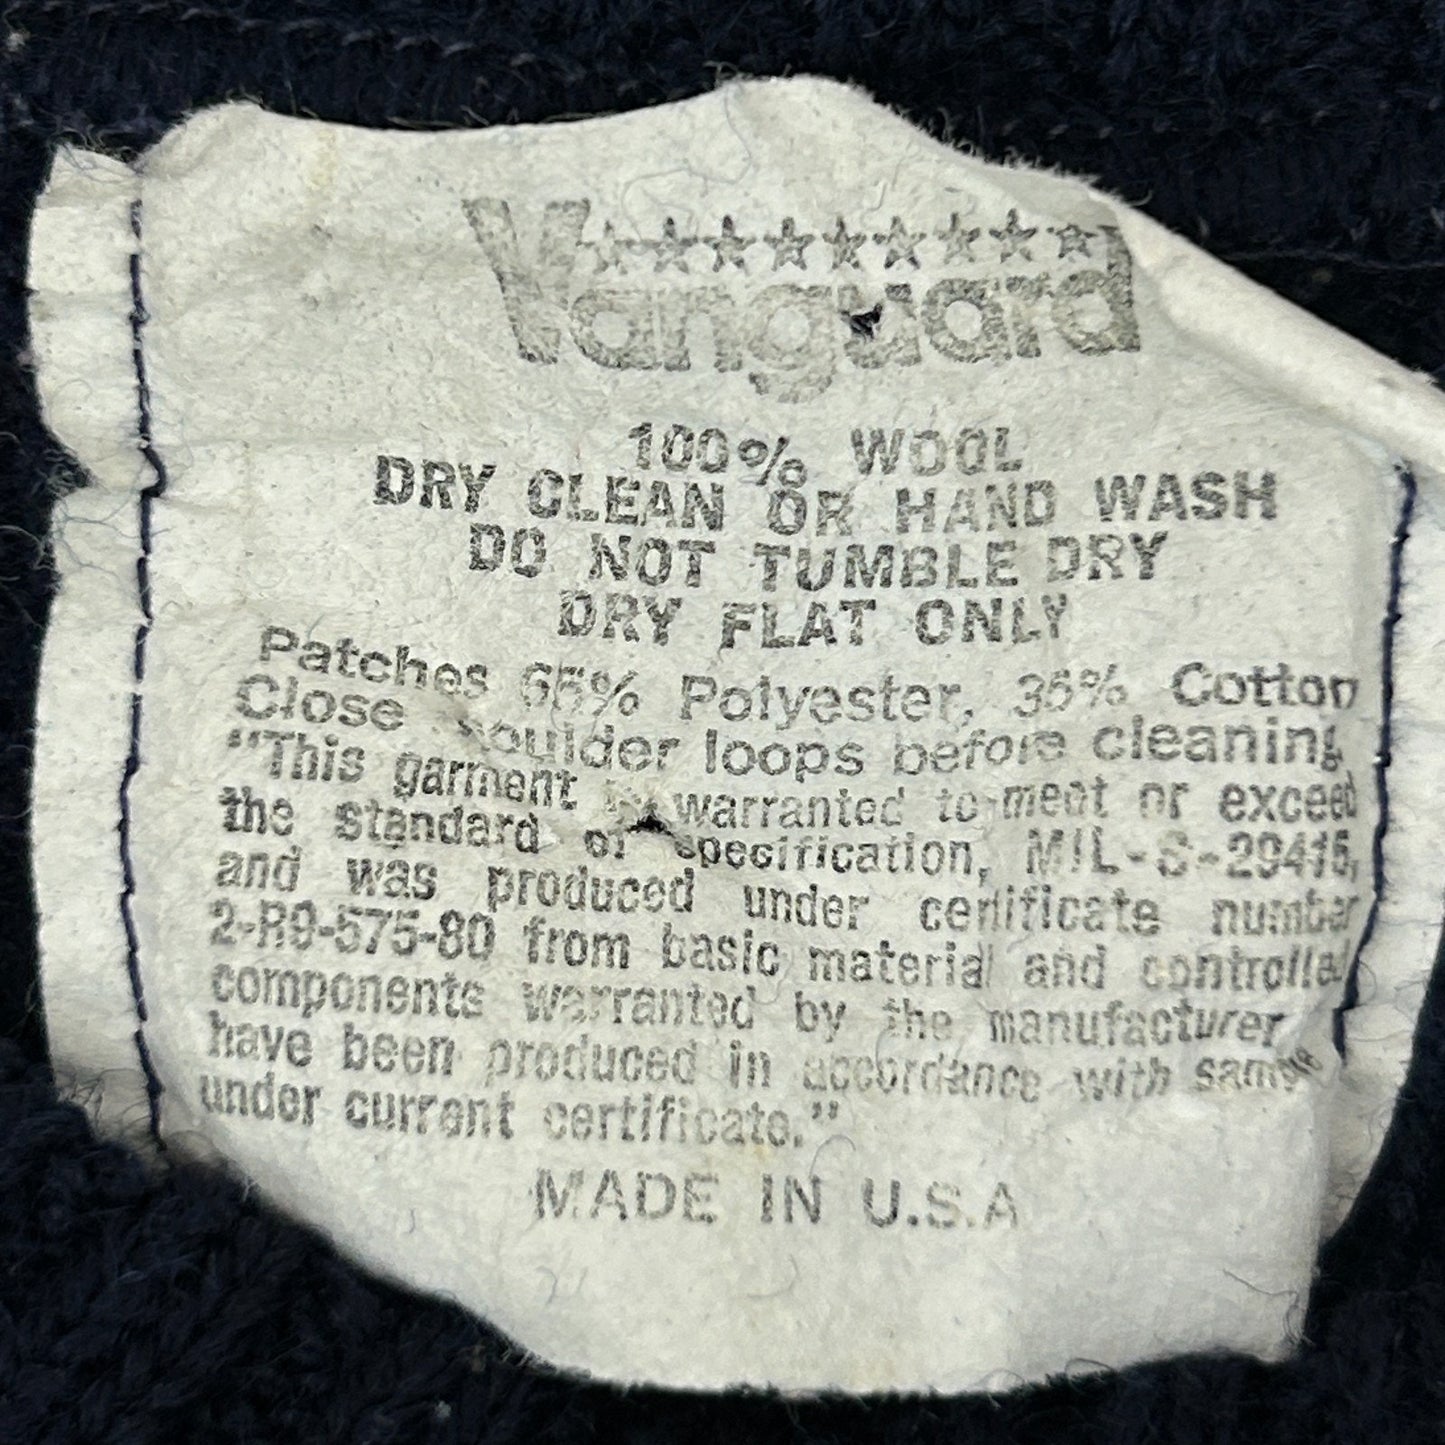 Vanguard
100% WOOL
DRY CLEAN OR HAND WASH
DO NOT TUMBLE DRY
DRY FLAT ONLY
Patches 65% Polyester, 35% Cotton
Close shoulder loops before cleaning.
"This garment is warranted to meet or exceed
the standard of specification, MIL-S-29415,
and was produced under certificate number
2-R9-575-80 from basic material and controlled
components warranted by the manufacturer
have been produced in accordance with sample
under current certificate."
MADE IN U.S.A